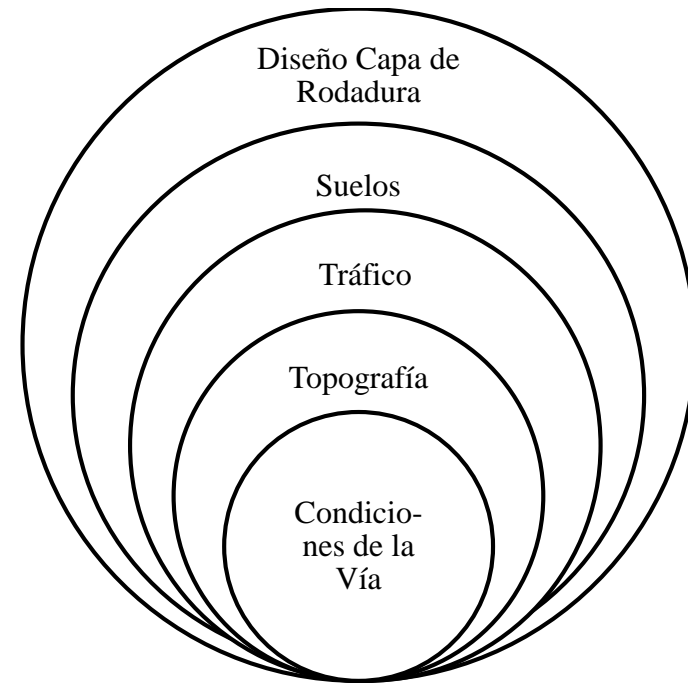 Diseño Capa de
Rodadura
Suelos
Tráfico
Topografía
Condicio-
nes de la
Vía